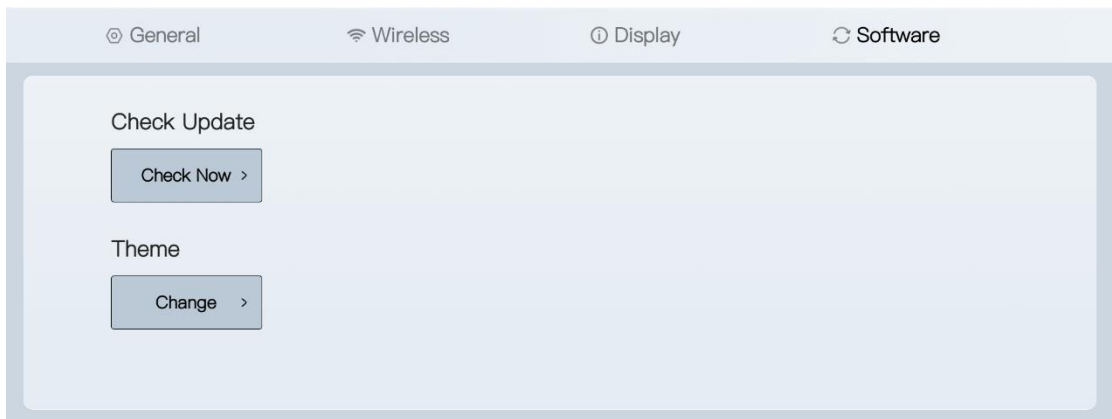 General
Wireless
Display
Software
Check Update
Check Now >
Theme
Change >